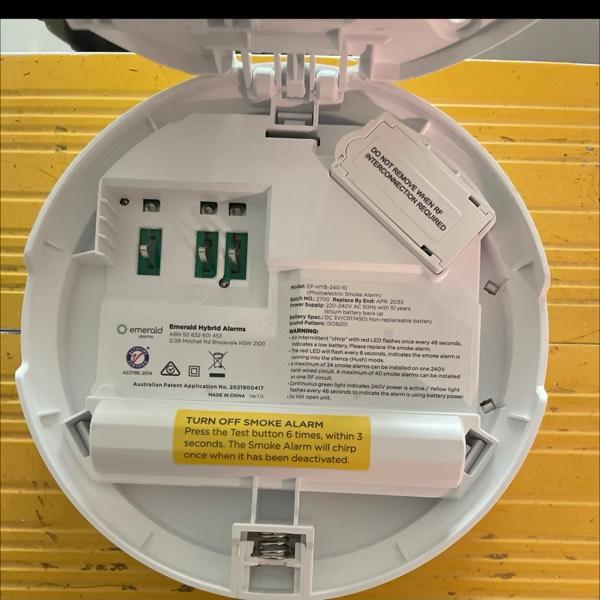 DO NOT REMOVE WHEN RF
INTERCONNECTION REQUIRED
Model: EP-HYB-240-10
(Photoelectric Smoke Alarm)
Batch NO.: 2700 Replace By End: APR. 2033
Power Supply: 220-240V AC 50Hz with 10 years
lithium battery back up
Battery Spec.: DC 3V(CR17450) Non-replaceable battery
Sound Pattern: ISO8201
WARNING:
An intermittent "chirp" with red LED flashes once every 48 seconds,
indicates a low battery. Please replace the smoke alarm.
The red LED will flash every 8 seconds, indicates the smoke alarm is
running into the silence (Hush) mode.
A maximum of 24 smoke alarms can be installed on one 240V
hard-wired circuit. A maximum of 40 smoke alarms can be installed
on one RF circuit.
Continuous green light indicates 240V power is active./ Yellow light
flashes every 48 seconds to indicate the alarm is using battery power.
Do not open unit.
emerald
alarms
Emerald Hybrid Alarms
ABN 50 632 601 453
2/29 Mitchell Rd Brookvale NSW 2100
AS3786: 2014
Australian Patent Application No. 2021900417
MADE IN CHINA Ver1.0
TURN OFF SMOKE ALARM
Press the Test button 6 times, within 3
seconds. The Smoke Alarm will chirp
once when it has been deactivated.